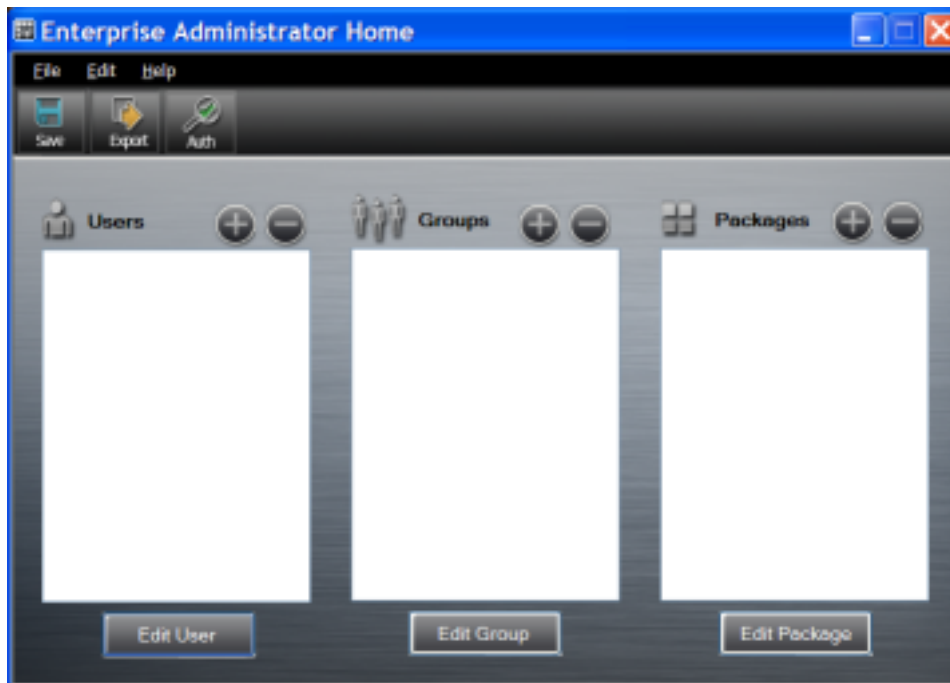 Enterprise Administrator Home
File Edit Help
Save Export Auth
Users Groups Packages
Edit User Edit Group Edit Package